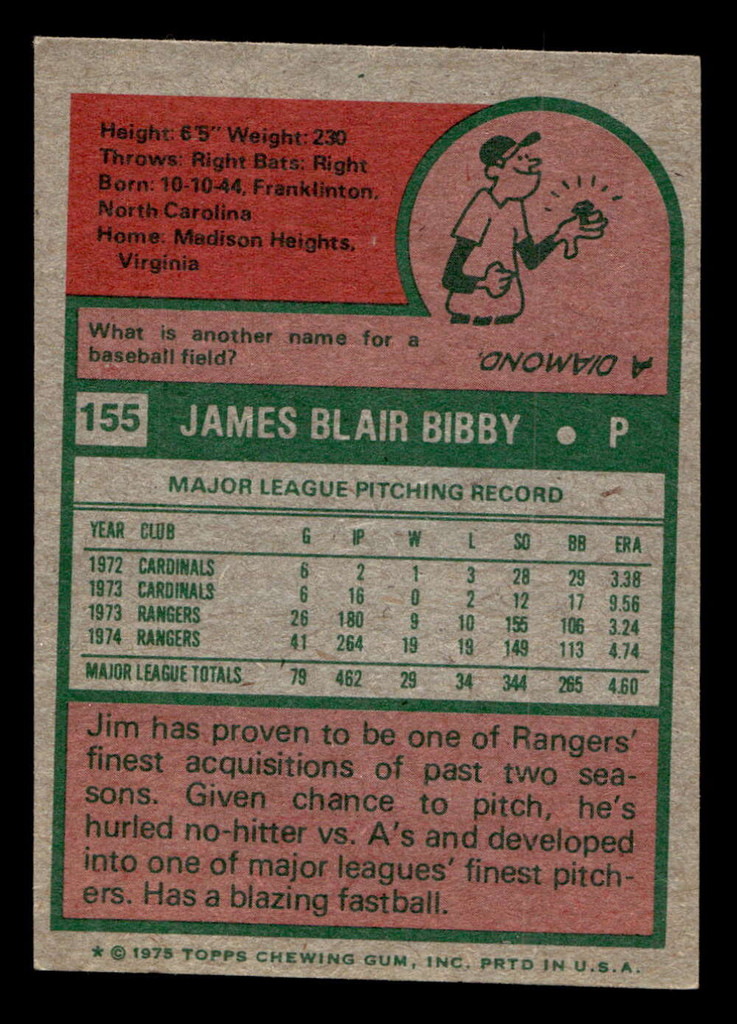 Height: 6'5" Weight: 230
Throws: Right Bats: Right
Born: 10-10-44, Franklinton,
North Carolina
Home: Madison Heights,
Virginia
What is another name for a
baseball field?
A DIAMOND.
155 JAMES BLAIR BIBBY • P
MAJOR LEAGUE PITCHING RECORD
YEAR CLUB G IP W L SO BB ERA
1972 CARDINALS 6 2 1 3 28 29 3.38
1973 CARDINALS 6 16 0 2 12 17 9.56
1973 RANGERS 26 180 9 10 155 106 3.24
1974 RANGERS 41 264 19 19 149 113 4.74
MAJOR LEAGUE TOTALS 79 462 29 34 344 265 4.60
Jim has proven to be one of Rangers'
finest acquisitions of past two sea-
sons. Given chance to pitch, he's
hurled no-hitter vs. A's and developed
into one of major leagues' finest pitch-
ers. Has a blazing fastball.
* © 1975 TOPPS CHEWING GUM, INC. PRTD IN U.S.A.